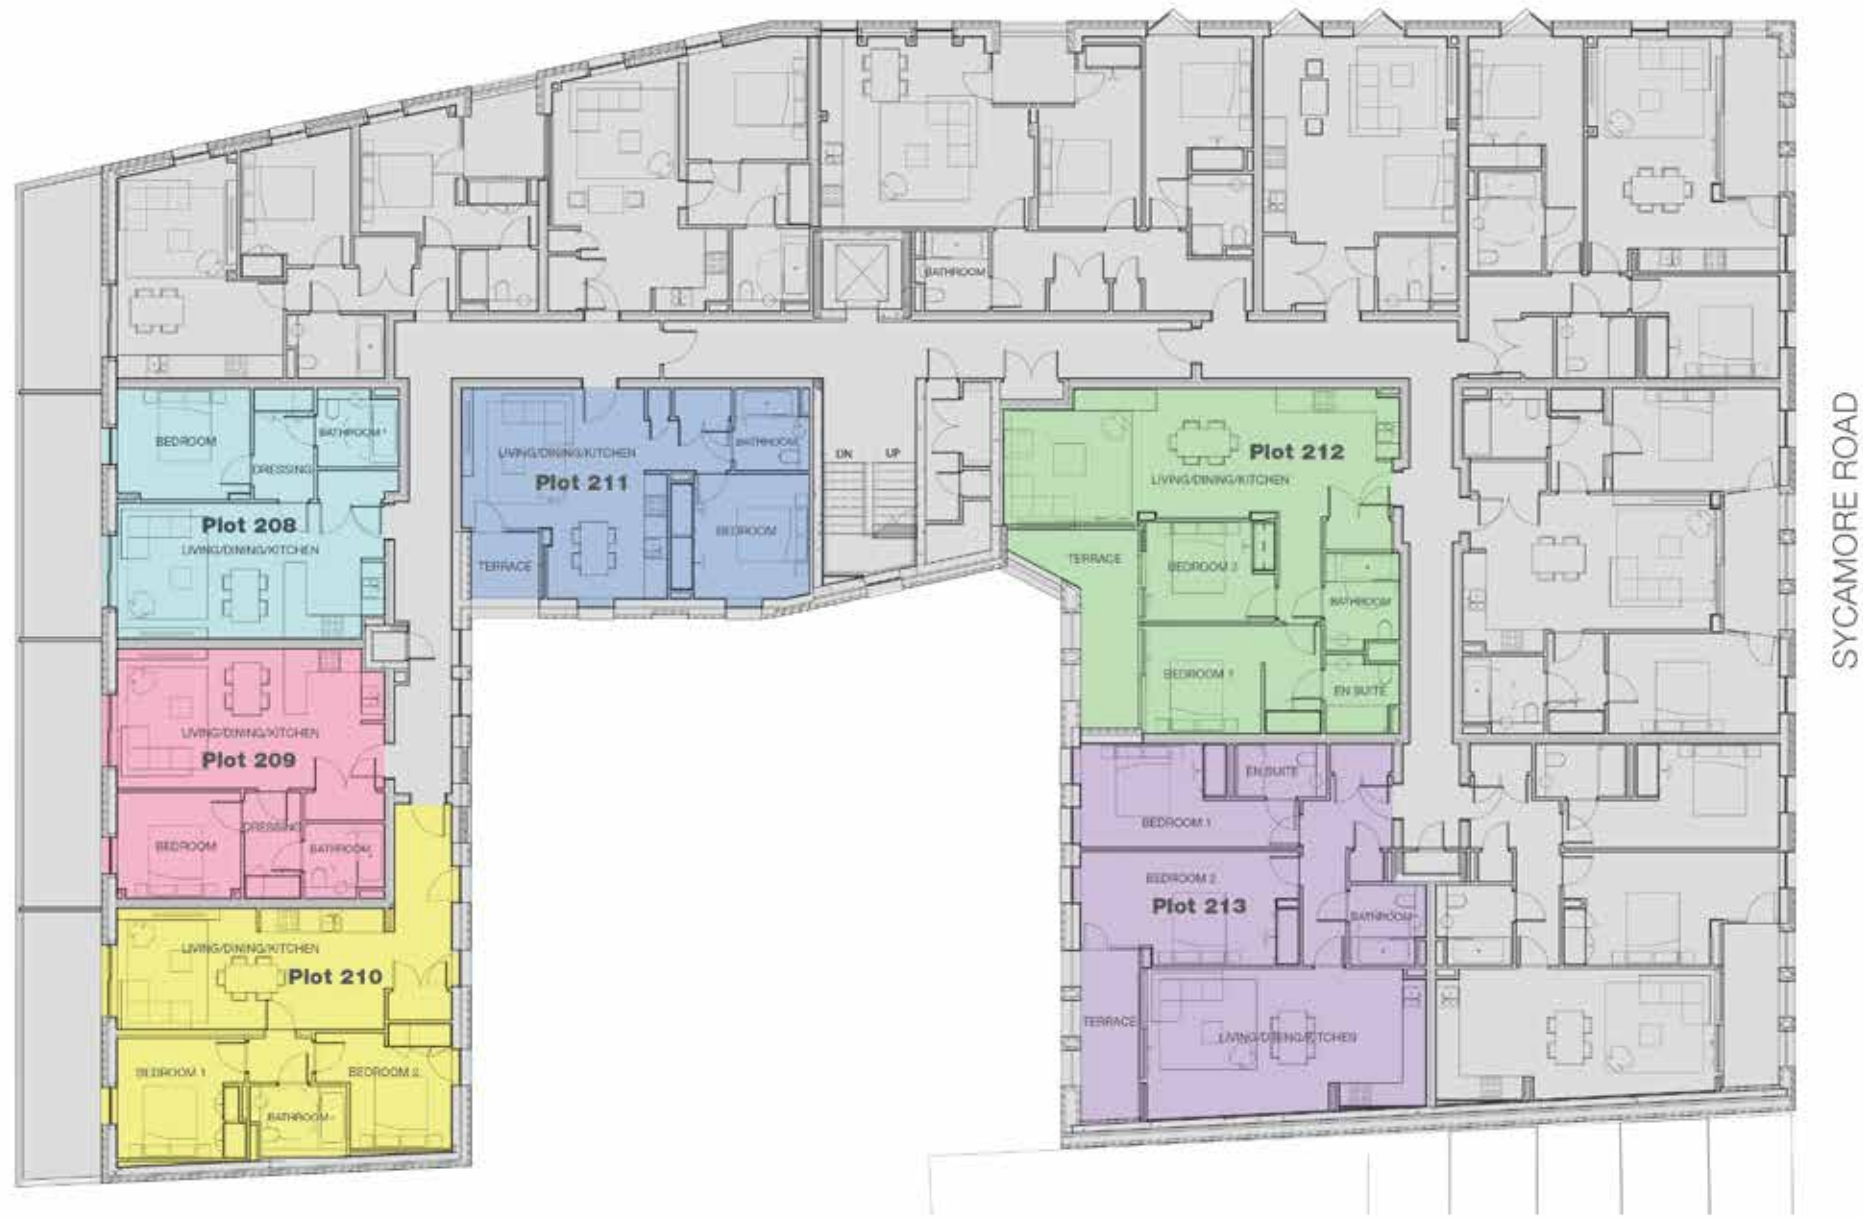 BATHROOM
SYCAMORE ROAD
BEDROOM
BATHROOM
DRESSING
Plot 208
LIVING/DINING/KITCHEN
LIVING/DINING/KITCHEN
Plot 211
BATHROOM
BEDROOM
TERRACE
DN
UP
Plot 212
LIVING/DINING/KITCHEN
TERRACE
BEDROOM 2
BATHROOM
BEDROOM 1
EN SUITE
LIVING/DINING/KITCHEN
Plot 209
DRESSING
BEDROOM
BATHROOM
EN SUITE
BEDROOM 1
BEDROOM 2
Plot 213
BATHROOM
TERRACE
LIVING/DINING/KITCHEN
LIVING/DINING/KITCHEN
Plot 210
BEDROOM 1
BEDROOM 2
BATHROOM